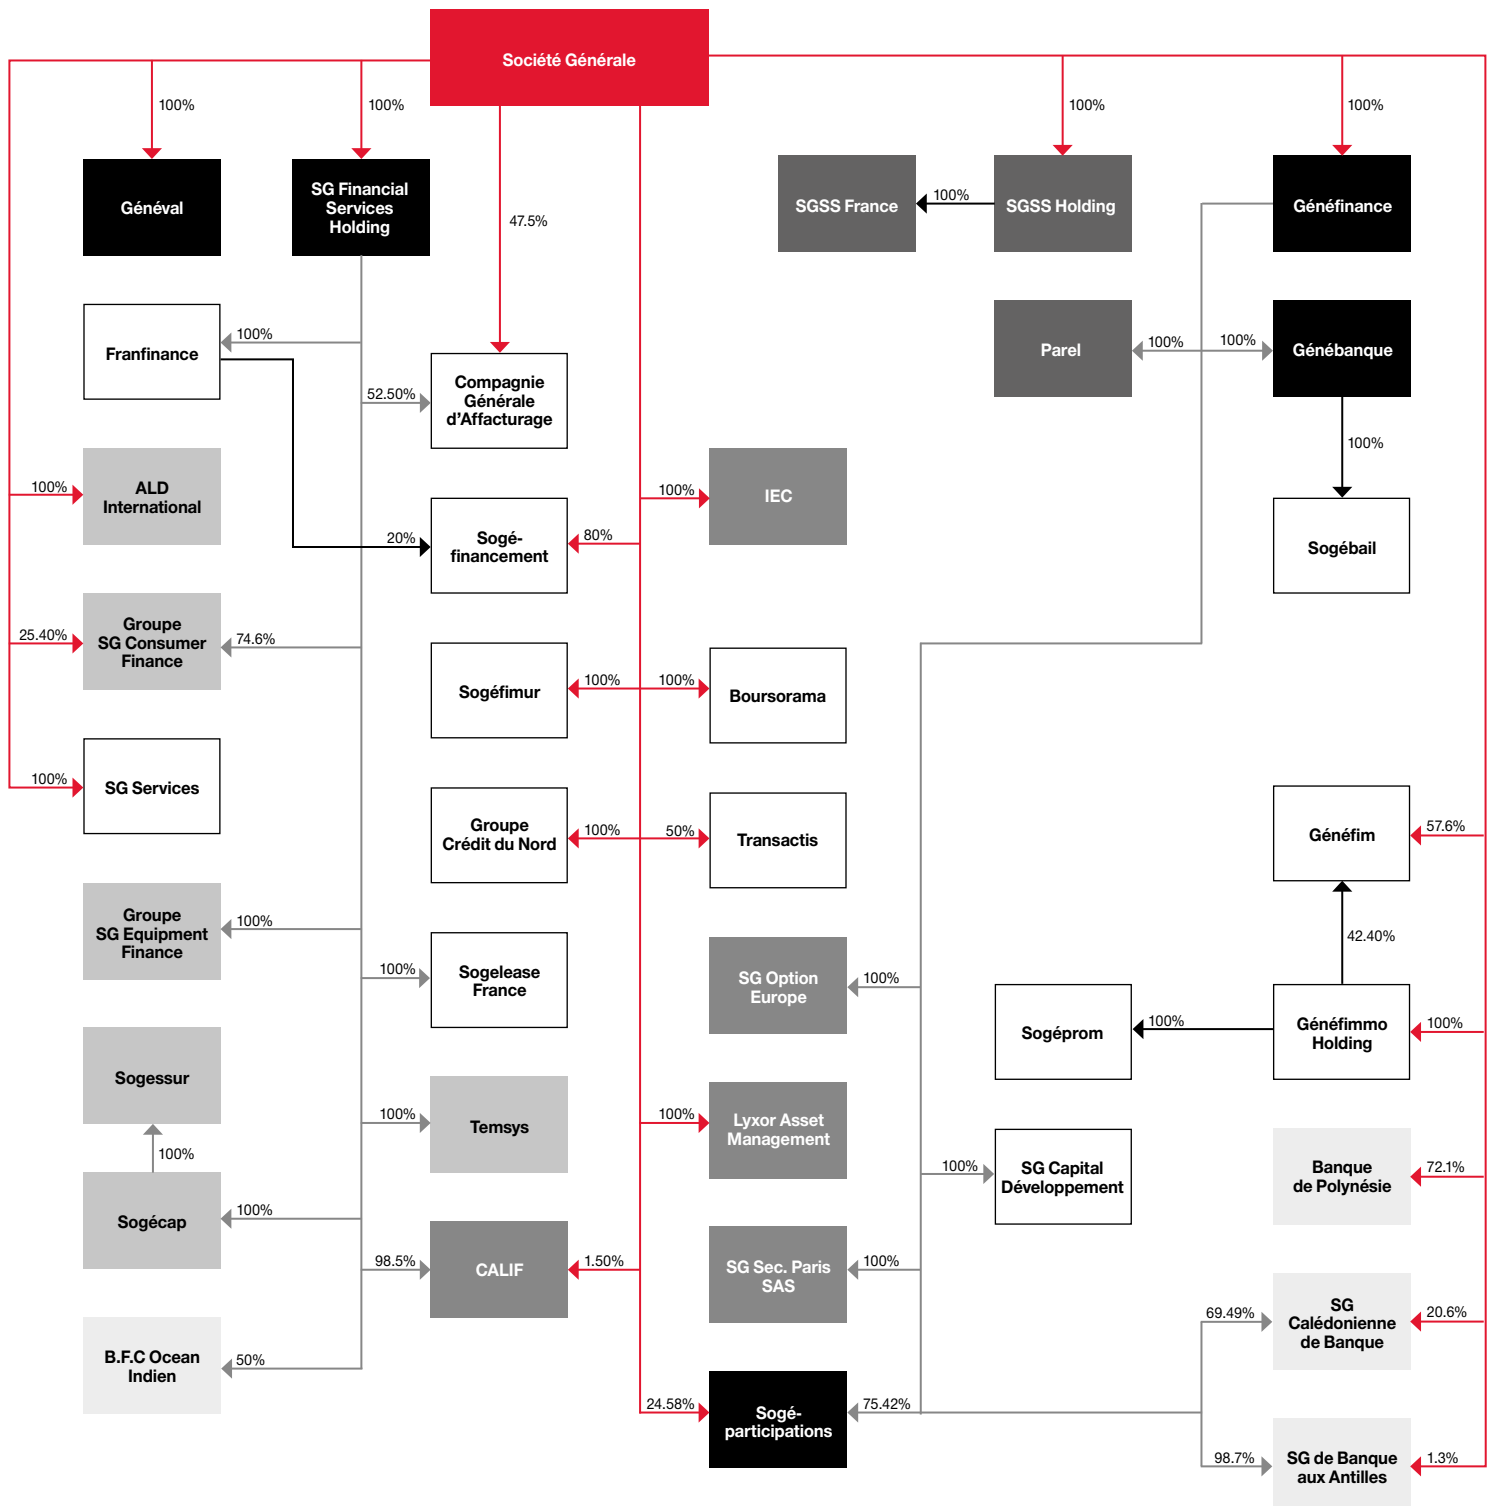 Société Générale
100%
100%
100%
100%
Généval
SG Financial
Services
Holding
47.5%
SGSS France
100%
SGSS Holding
Généfinance
Franfinance
100%
52.50%
Compagnie
Générale
d'Affacturage
Parel
100%
100%
Génébanque
100%
100%
ALD
International
20%
Sogé-
financement
80%
100%
IEC
Sogébail
25.40%
Groupe
SG Consumer
Finance
74.6%
Sogéfimur
100%
100%
Boursorama
100%
SG Services
Groupe
Crédit du Nord
100%
50%
Transactis
Généfim
57.6%
42.40%
Groupe
SG Equipment
Finance
100%
100%
Sogelease
France
SG Option
Europe
100%
Sogéprom
100%
Généfimmo
Holding
100%
Sogessur
100%
100%
Temsys
100%
Lyxor Asset
Management
100%
SG Capital
Développement
Banque
de Polynésie
72.1%
Sogécap
100%
98.5%
CALIF
1.50%
SG Sec. Paris
SAS
100%
69.49%
SG
Calédonienne
de Banque
20.6%
B.F.C Ocean
Indien
50%
24.58%
Sogé-
participations
75.42%
98.7%
SG de Banque
aux Antilles
1.3%